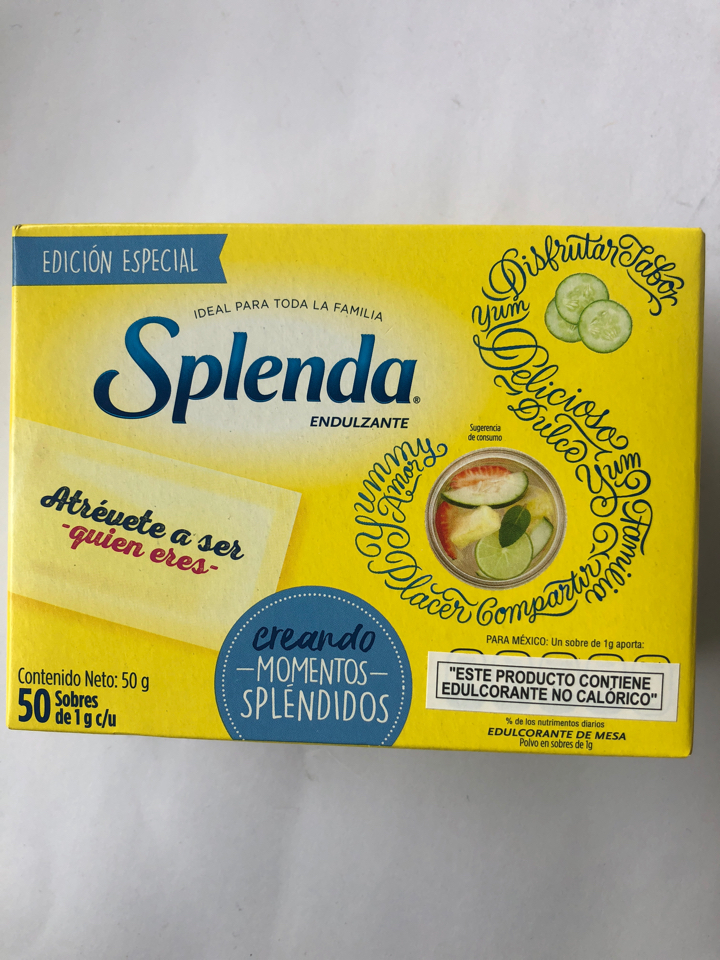 EDICIÓN ESPECIAL
IDEAL PARA TODA LA FAMILIA
Splenda®
ENDULZANTE
Atrévete a ser
-quien eres-
Contenido Neto: 50 g
50 Sobres
de 1 g c/u
creando
MOMENTOS
SPLÉNDIDOS
Disfrutar Sabor
Yum
Delicioso
Dulce Yum
Sugerencia
de consumo
Yummy
Amor
Familia
Placer Compartir
PARA MÉXICO: Un sobre de 1g aporta:
"ESTE PRODUCTO CONTIENE
EDULCORANTE NO CALÓRICO"
% de los nutrimentos diarios
EDULCORANTE DE MESA
Polvo en sobres de 1g